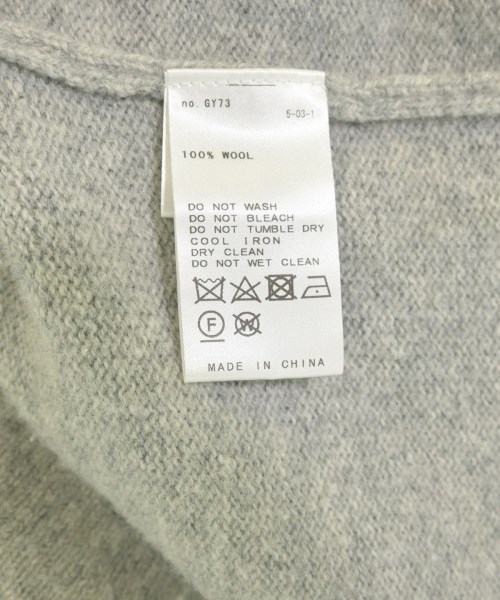 no. GY73
5-03-1
100% WOOL
DO NOT WASH
DO NOT BLEACH
DO NOT TUMBLE DRY
COOL IRON
DRY CLEAN
DO NOT WET CLEAN
F W
MADE IN CHINA